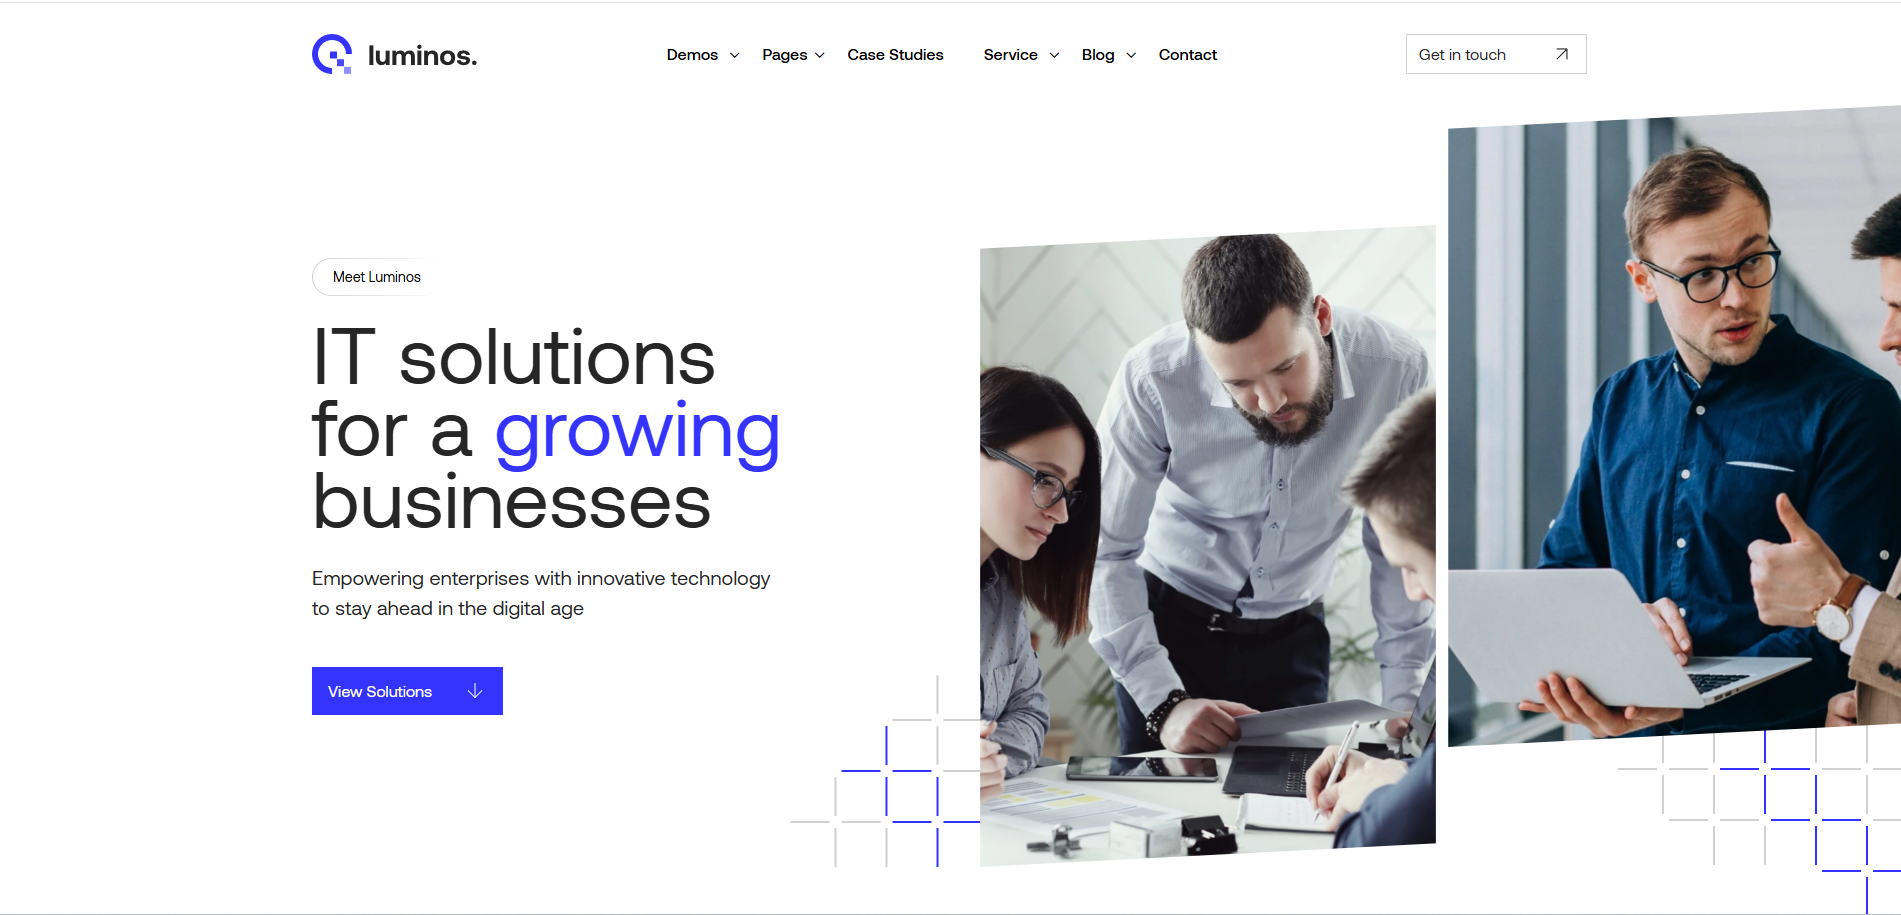 luminos.
Demos
Pages
Case Studies
Service
Blog
Contact
Get in touch
Meet Luminos
IT solutions
for a growing
businesses
Empowering enterprises with innovative technology
to stay ahead in the digital age
View Solutions